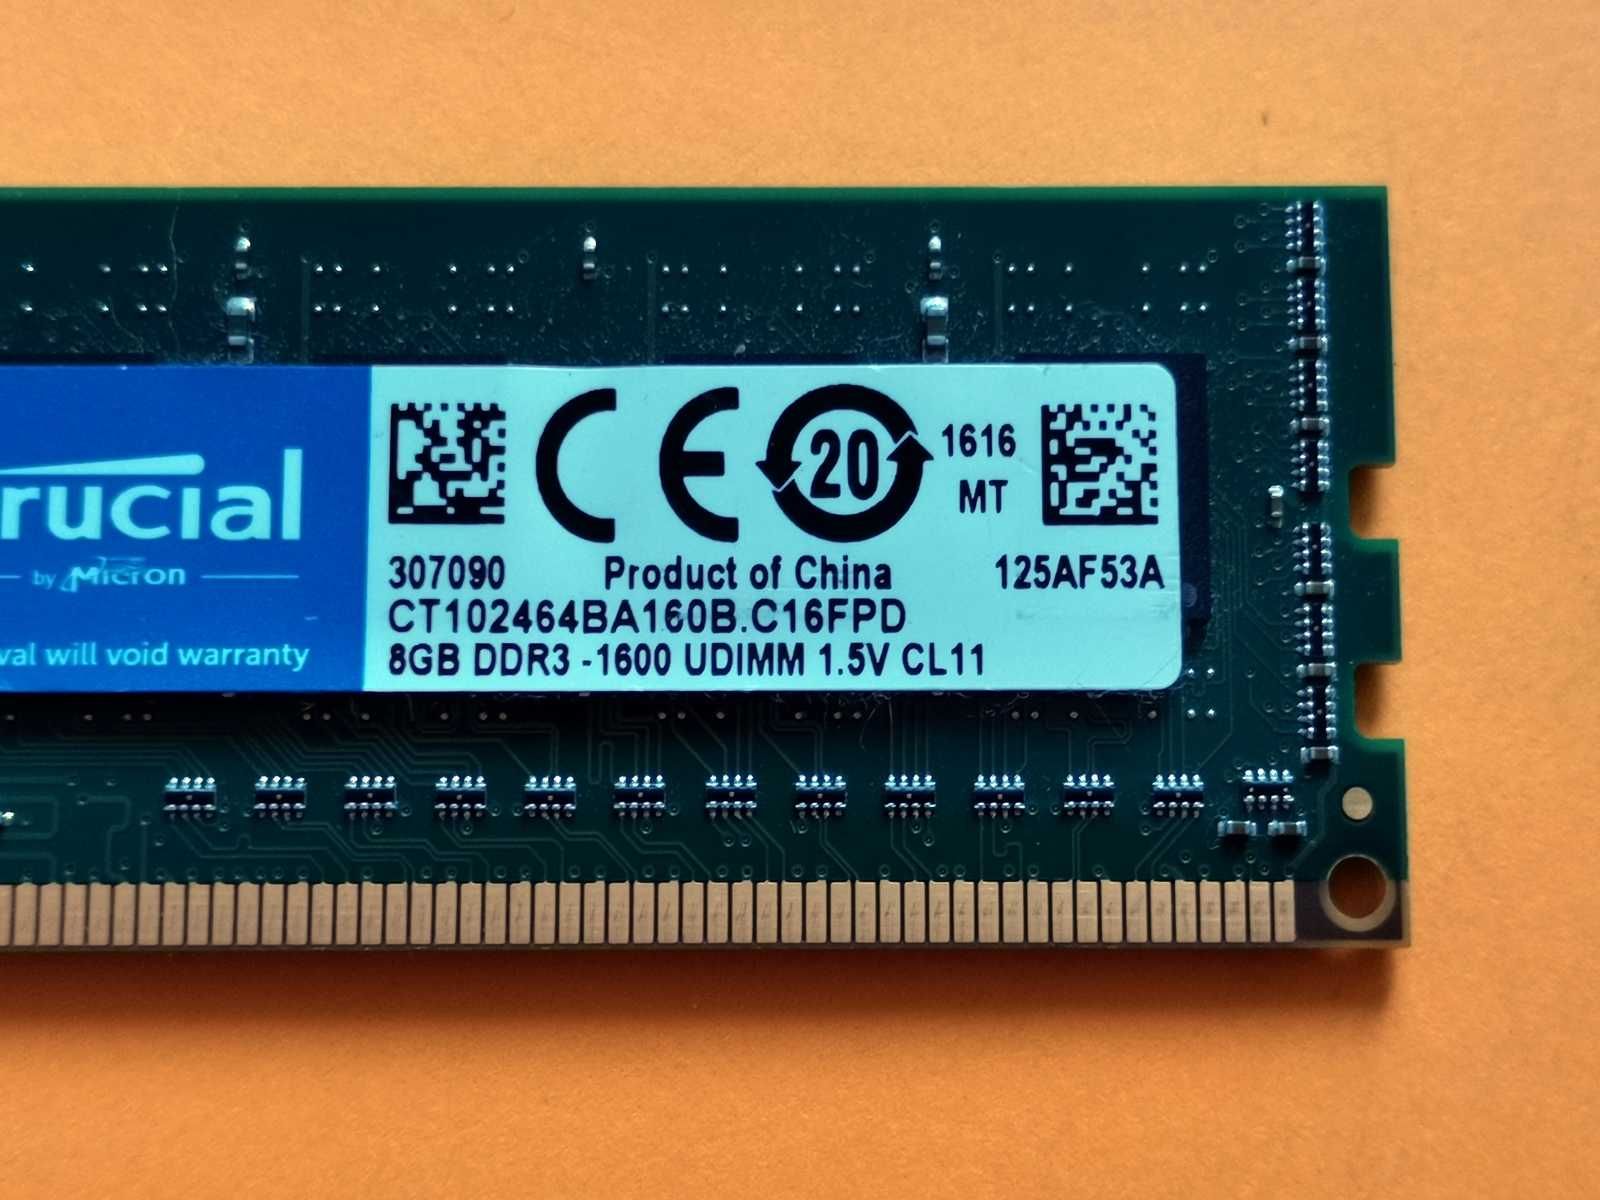 rucial
by Micron
val will void warranty
20
1616
MT
307090
Product of China
125AF53A
CT102464BA160B.C16FPD
8GB DDR3 -1600 UDIMM 1.5V CL11